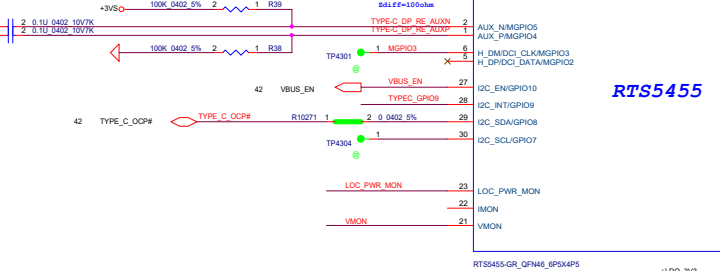 +3VS
100K_0402_5% 2 1 R39
Zdiff=100ohm
2 0.1U_0402_10V7K
2 0.1U_0402_10V7K
TYPE-C_DP_RE_AUXN 2 AUX_N/MGPIO5
TYPE-C_DP_RE_AUXP 1 AUX_P/MGPIO4
100K_0402_5% 2 1 R38
TP4301 1 MGPIO3 6 H_DM/DCI_CLK/MGPIO3
@ 5 H_DP/DCI_DATA/MGPIO2
42 VBUS_EN VBUS_EN 27 I2C_EN/GPIO10
RTS5455
TYPEC_GPIO9 28 I2C_INT/GPIO9
42 TYPE_C_OCP# TYPE_C_OCP# R10271 1 2 0_0402_5% 29 I2C_SDA/GPIO8
TP4304 1 30 I2C_SCL/GPIO7
@
LOC_PWR_MON 23 LOC_PWR_MON
22 IMON
VMON 21 VMON
RTS5455-GR_QFN46_6P5X4P5